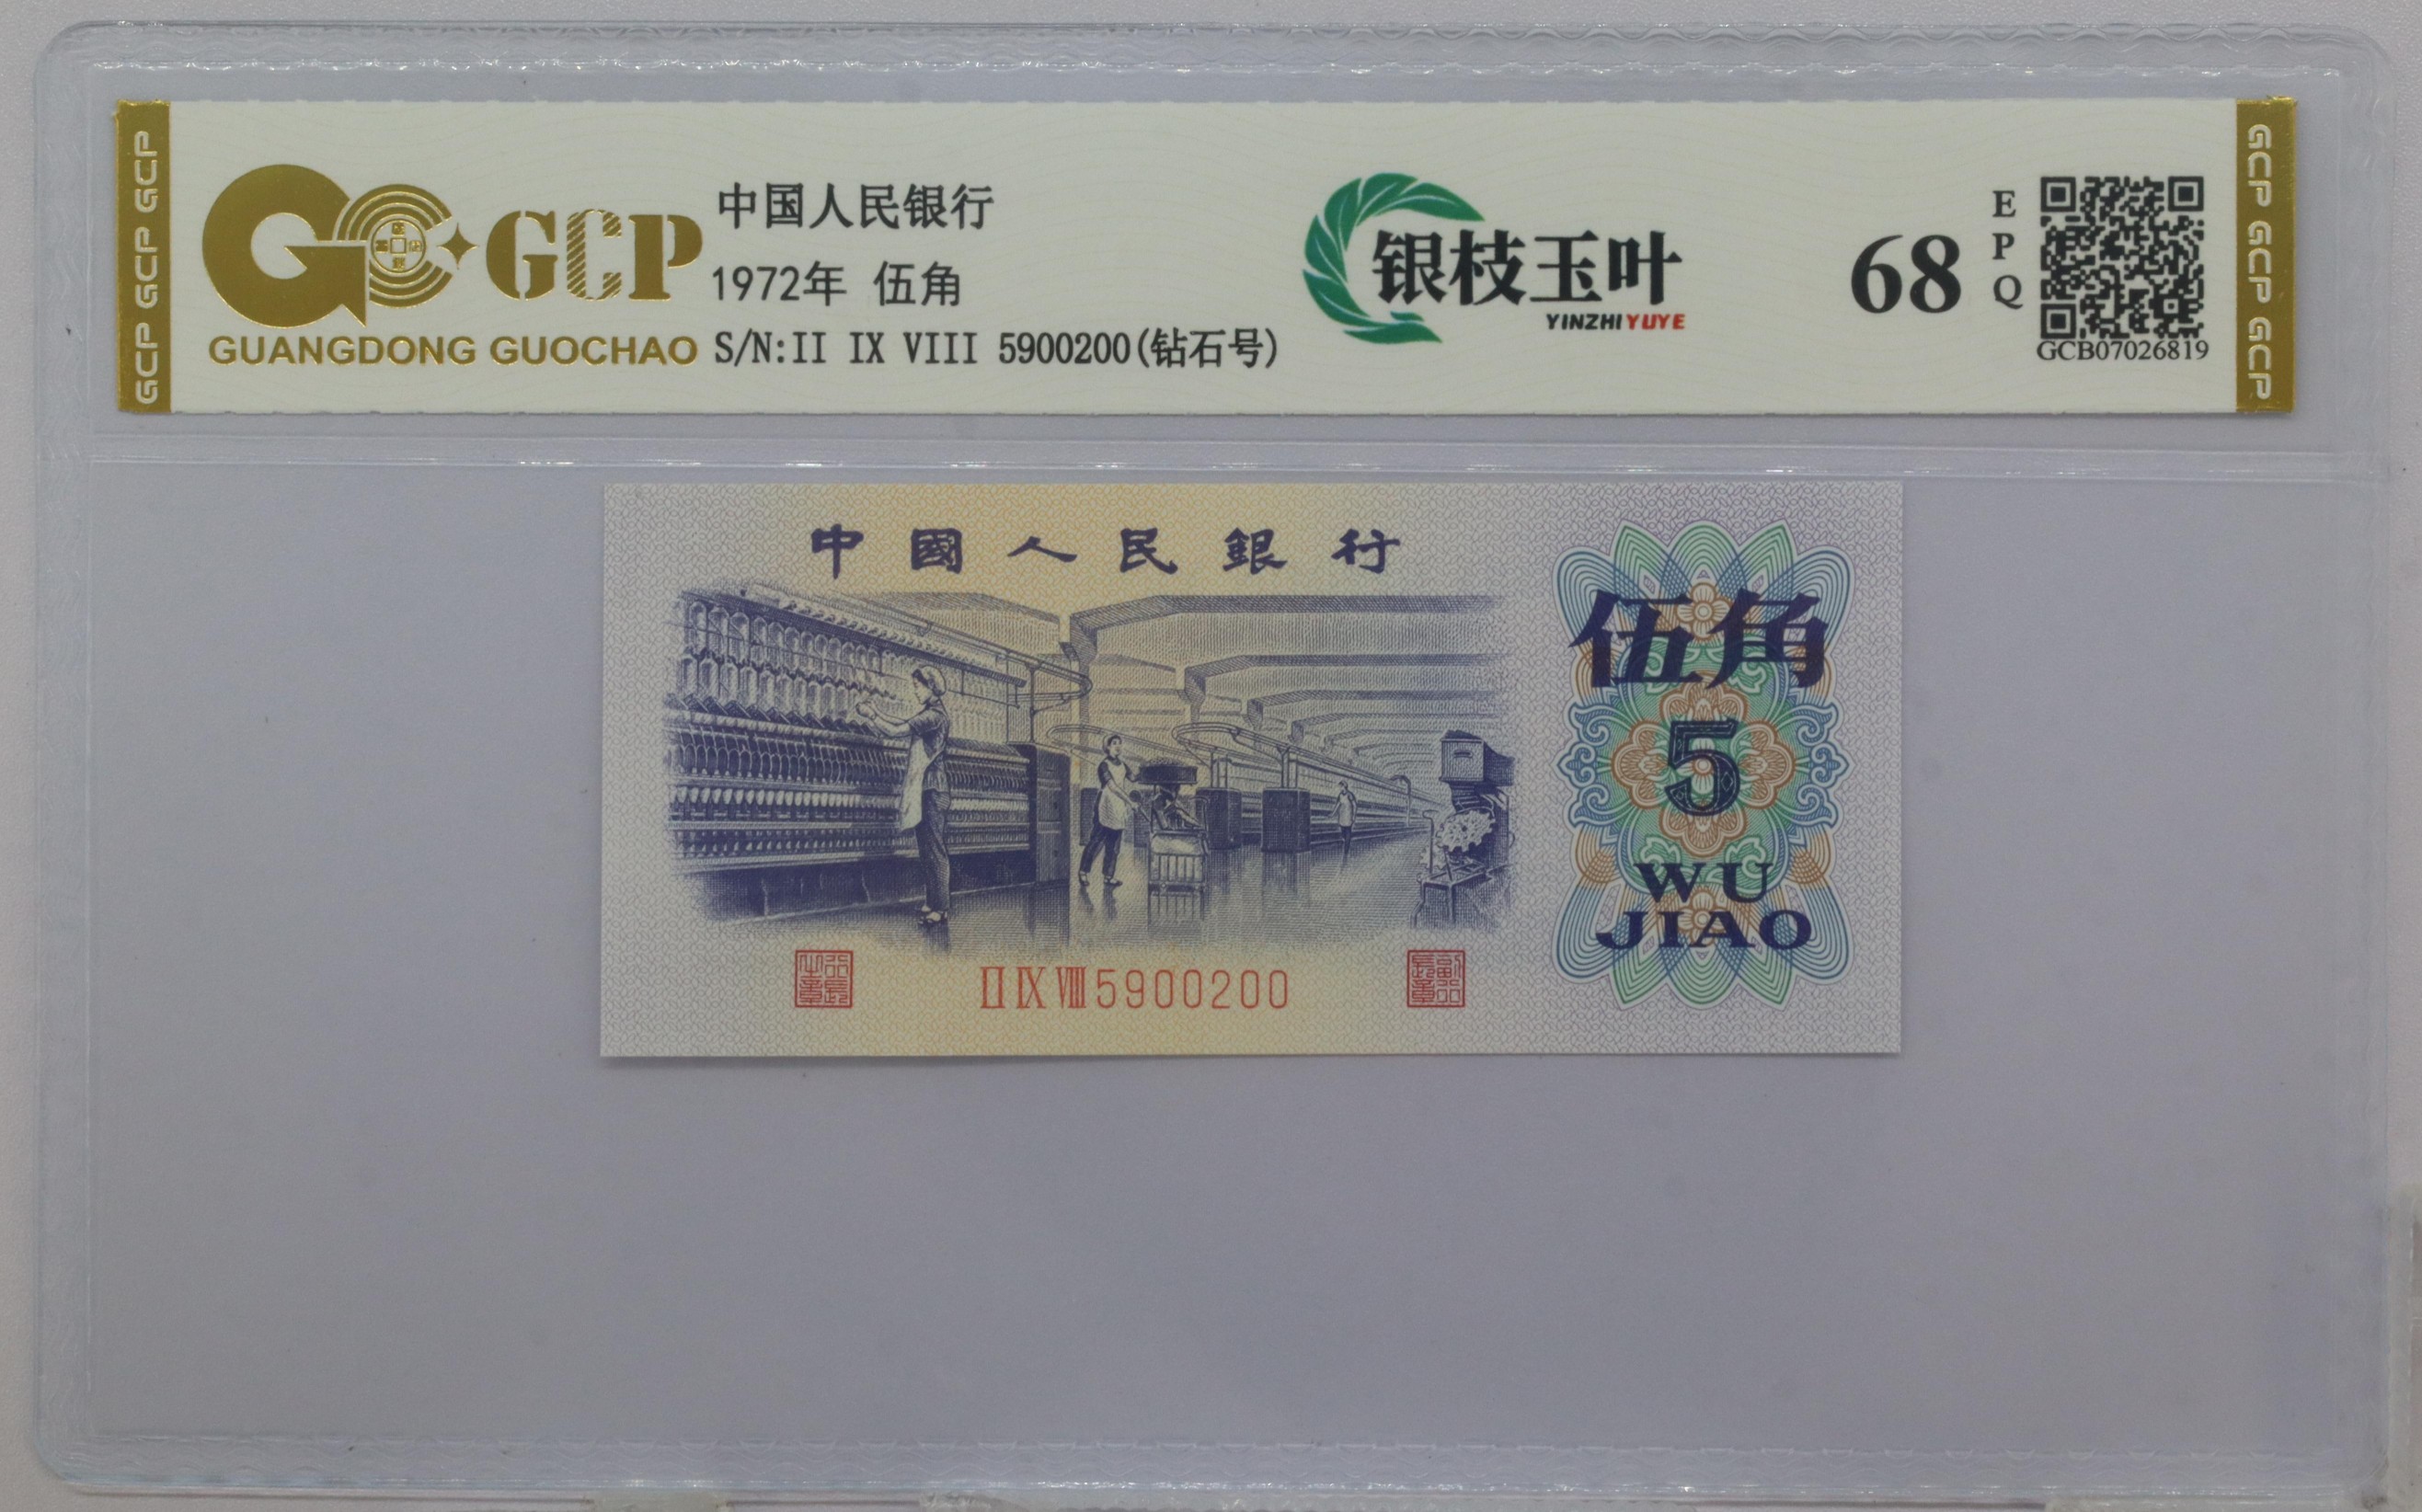 GCP GCP GCP
GCP
GUANGDONG GUOCHAO
中国人民银行
1972年 伍角
S/N:II IX VIII 5900200(钻石号)
银枝玉叶
YINZHIYUYE
68
EPQ
GCB07026819
GCP GCP GCP
中國人民銀行
伍角
5
WU
JIAO
II IX VIII 5900200